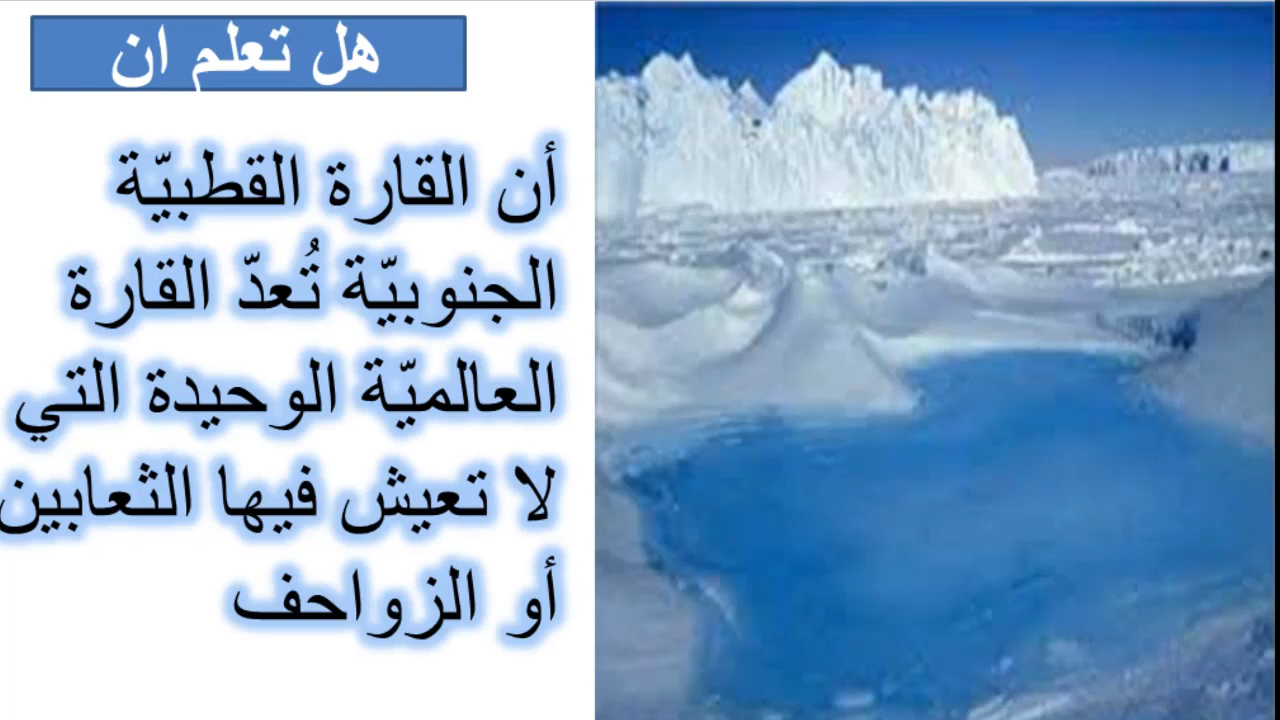 هل تعلم ان
أن القارة القطبيّة
الجنوبيّة تُعدّ القارة
العالميّة الوحيدة التي
لا تعيش فيها الثعابين
أو الزواحف